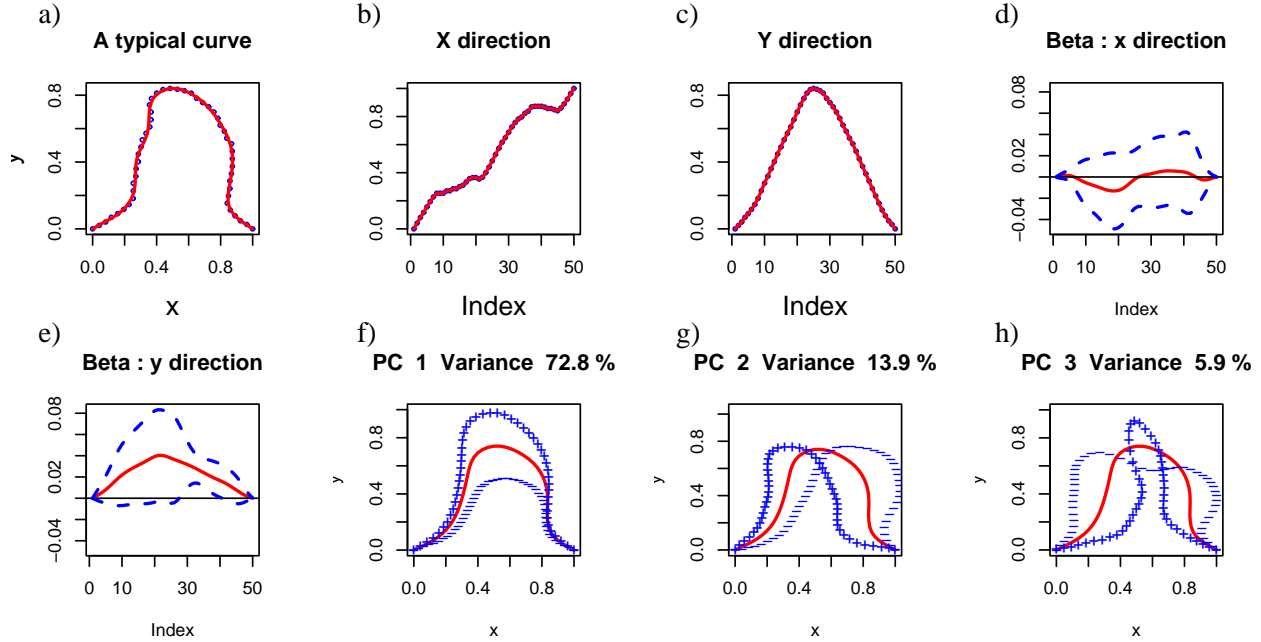 a)
A typical curve
y
0.0 0.4 0.8
0.0 0.4 0.8
x
b)
X direction
0.0 0.4 0.8
0 10 30 50
Index
c)
Y direction
0.0 0.4 0.8
0 10 30 50
Index
d)
Beta : x direction
−0.04 0.02 0.08
0 10 30 50
Index
e)
Beta : y direction
−0.04 0.02 0.08
0 10 30 50
Index
f)
PC 1 Variance 72.8 %
y
0.0 0.4 0.8
0.0 0.4 0.8
x
g)
PC 2 Variance 13.9 %
y
0.0 0.4 0.8
0.0 0.4 0.8
x
h)
PC 3 Variance 5.9 %
y
0.0 0.4 0.8
0.0 0.4 0.8
x